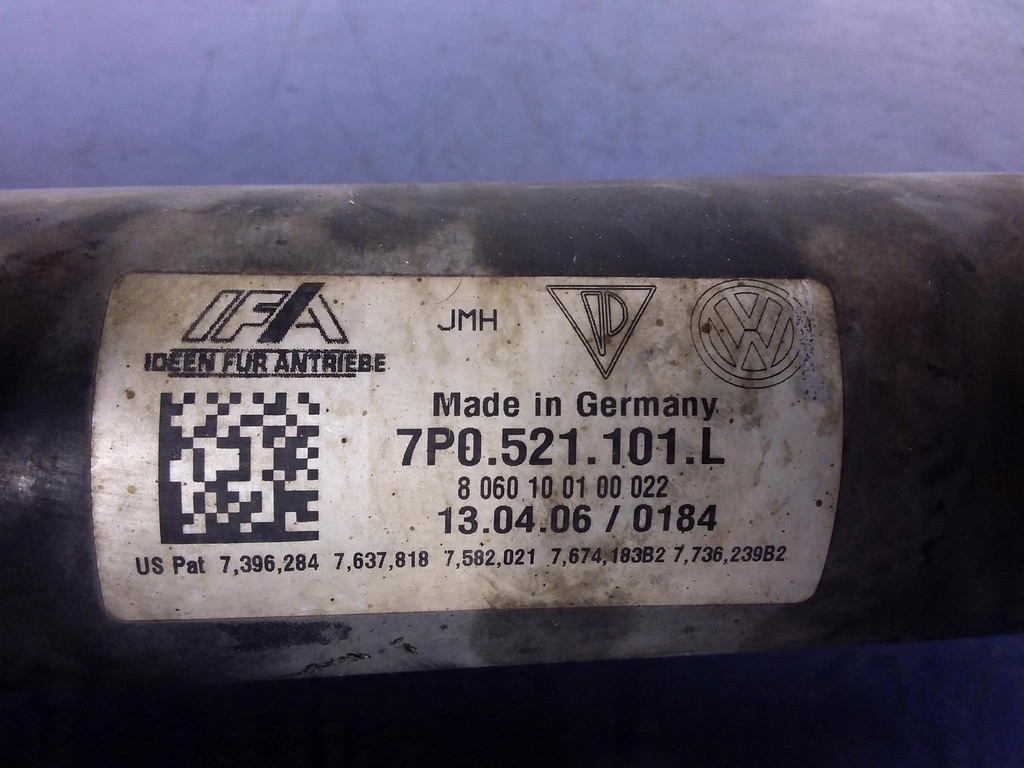 IFA
IDEEN FÜR ANTRIEBE
JMH
Made in Germany
7P0.521.101.L
8 060 10 01 00 022
13.04.06 / 0184
US Pat 7,396,284 7,637,818 7,582,021 7,674,183B2 7,736,239B2